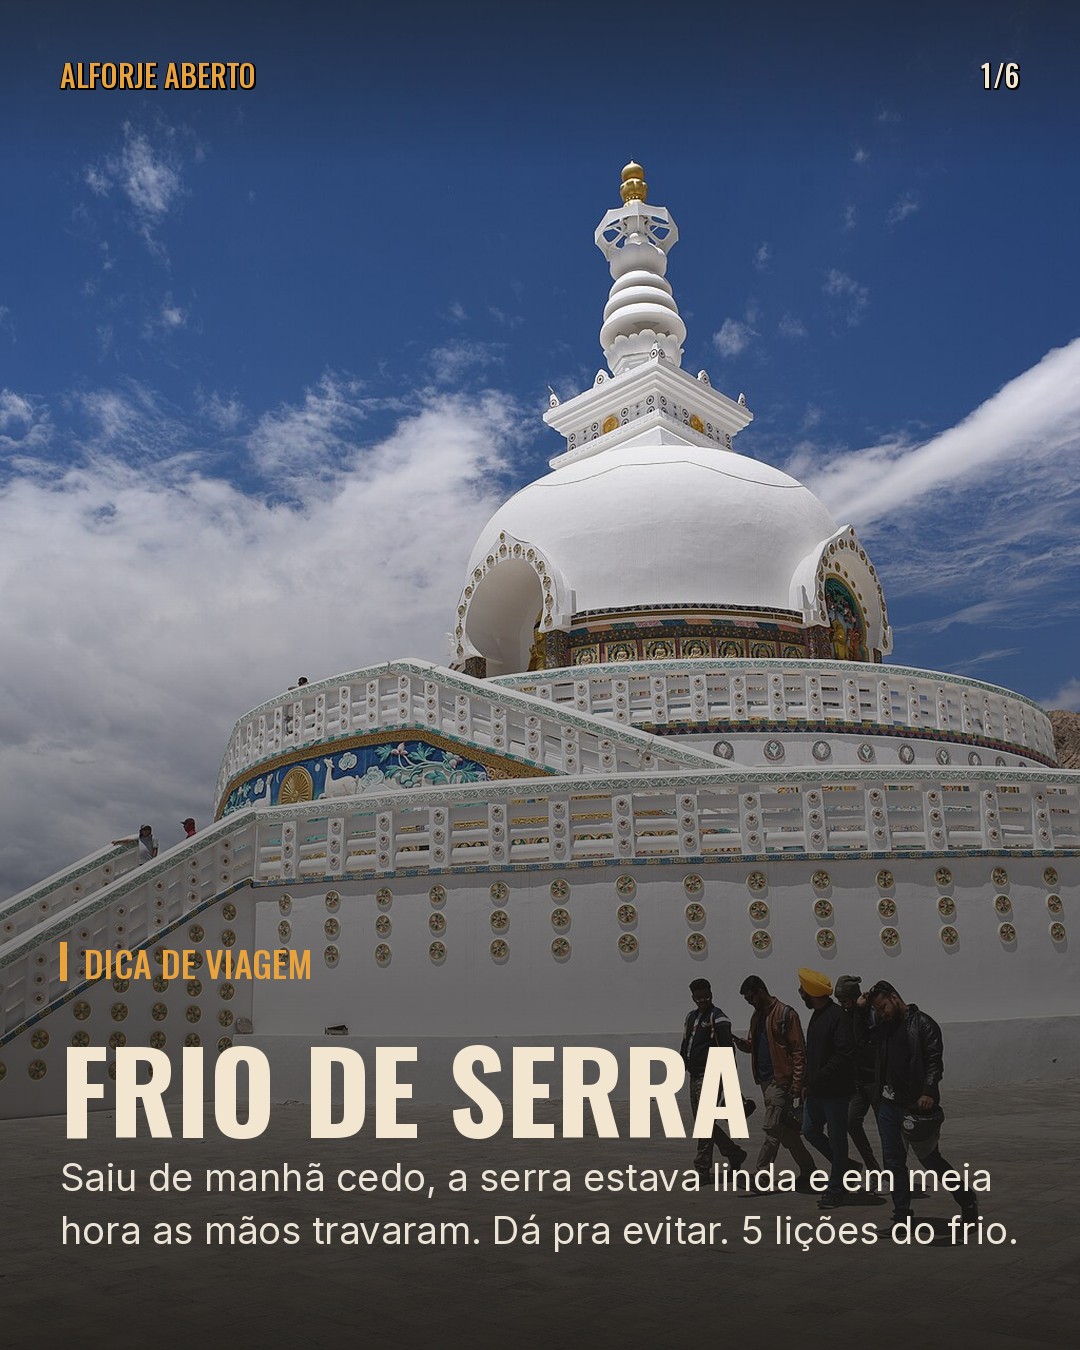 ALFORJE ABERTO
1/6
DICA DE VIAGEM
FRIO DE SERRA
Saiu de manhã cedo, a serra estava linda e em meia
hora as mãos travaram. Dá pra evitar. 5 lições do frio.